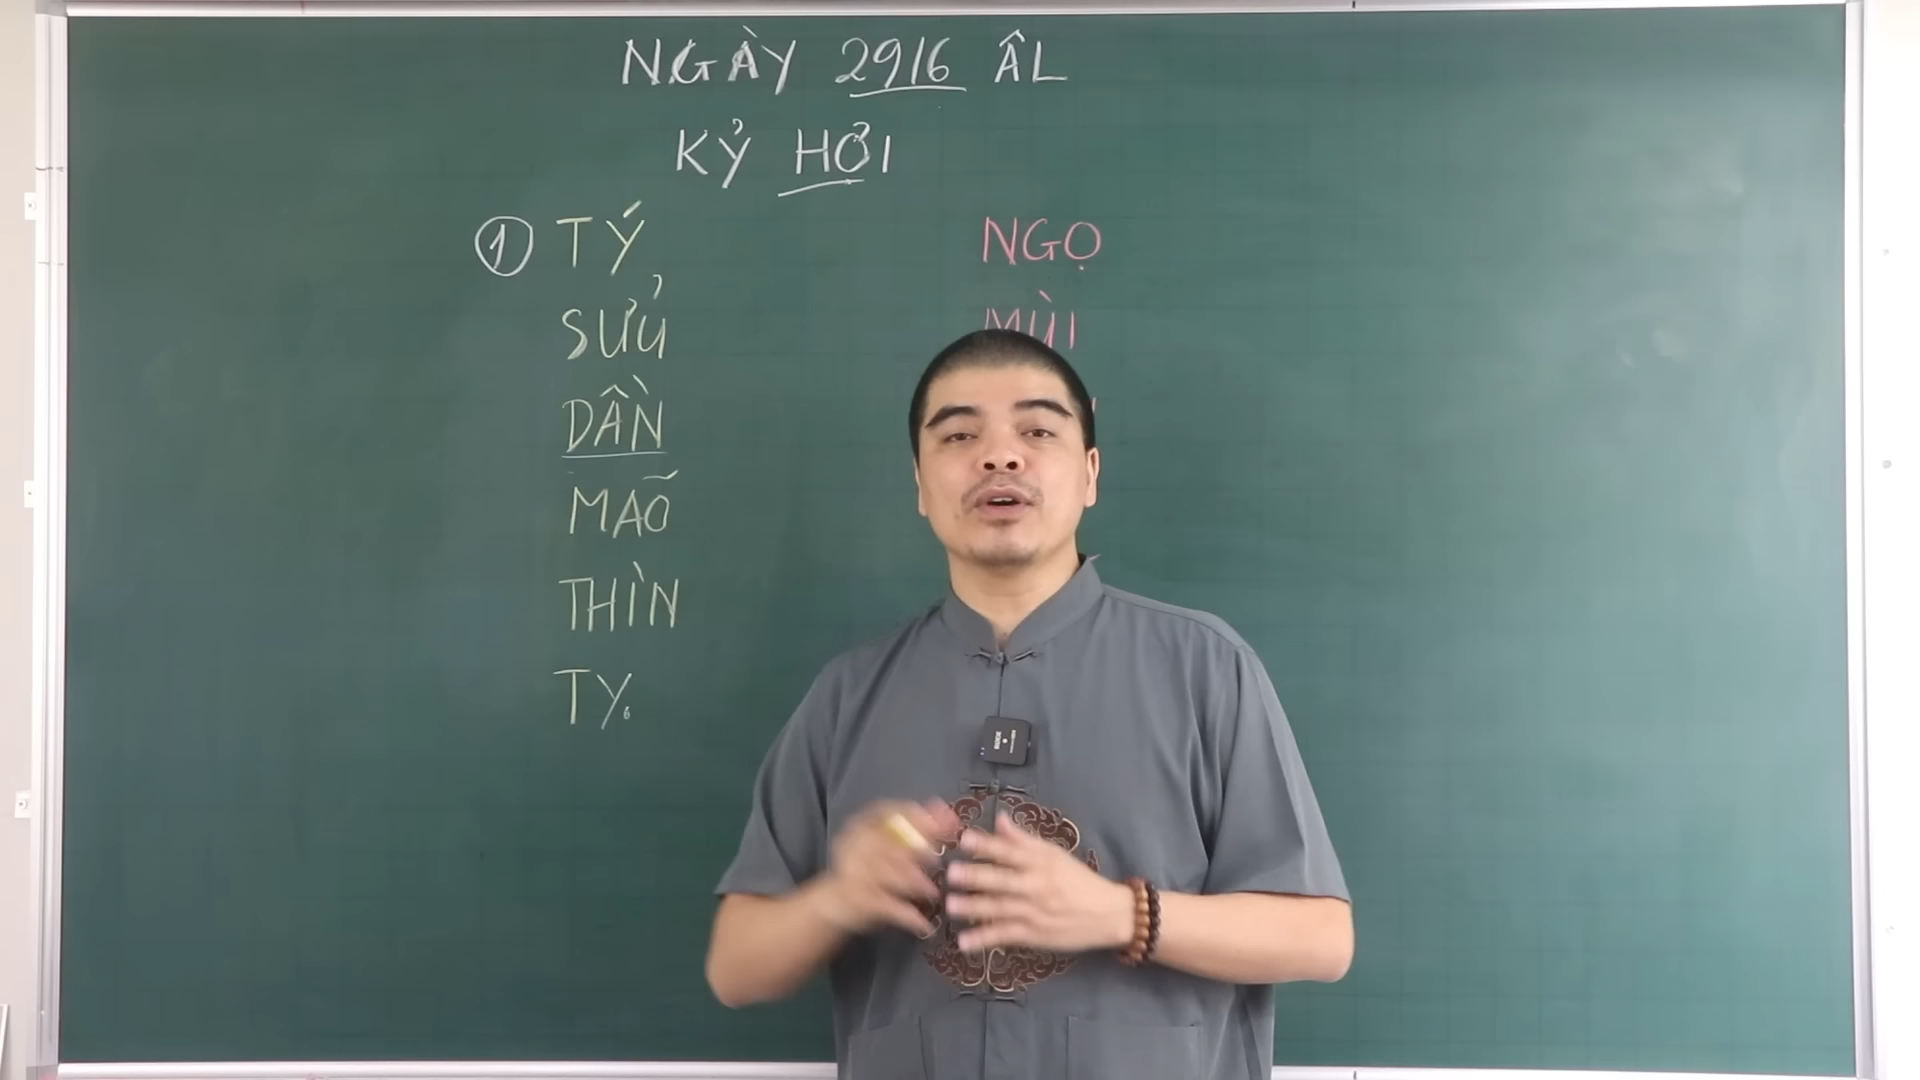 NGÀY 29/6 ÂL
KỶ HỢI
① TÝ
SỬU
DẦN
MÃO
THÌN
TỴ
NGỌ
MÙI